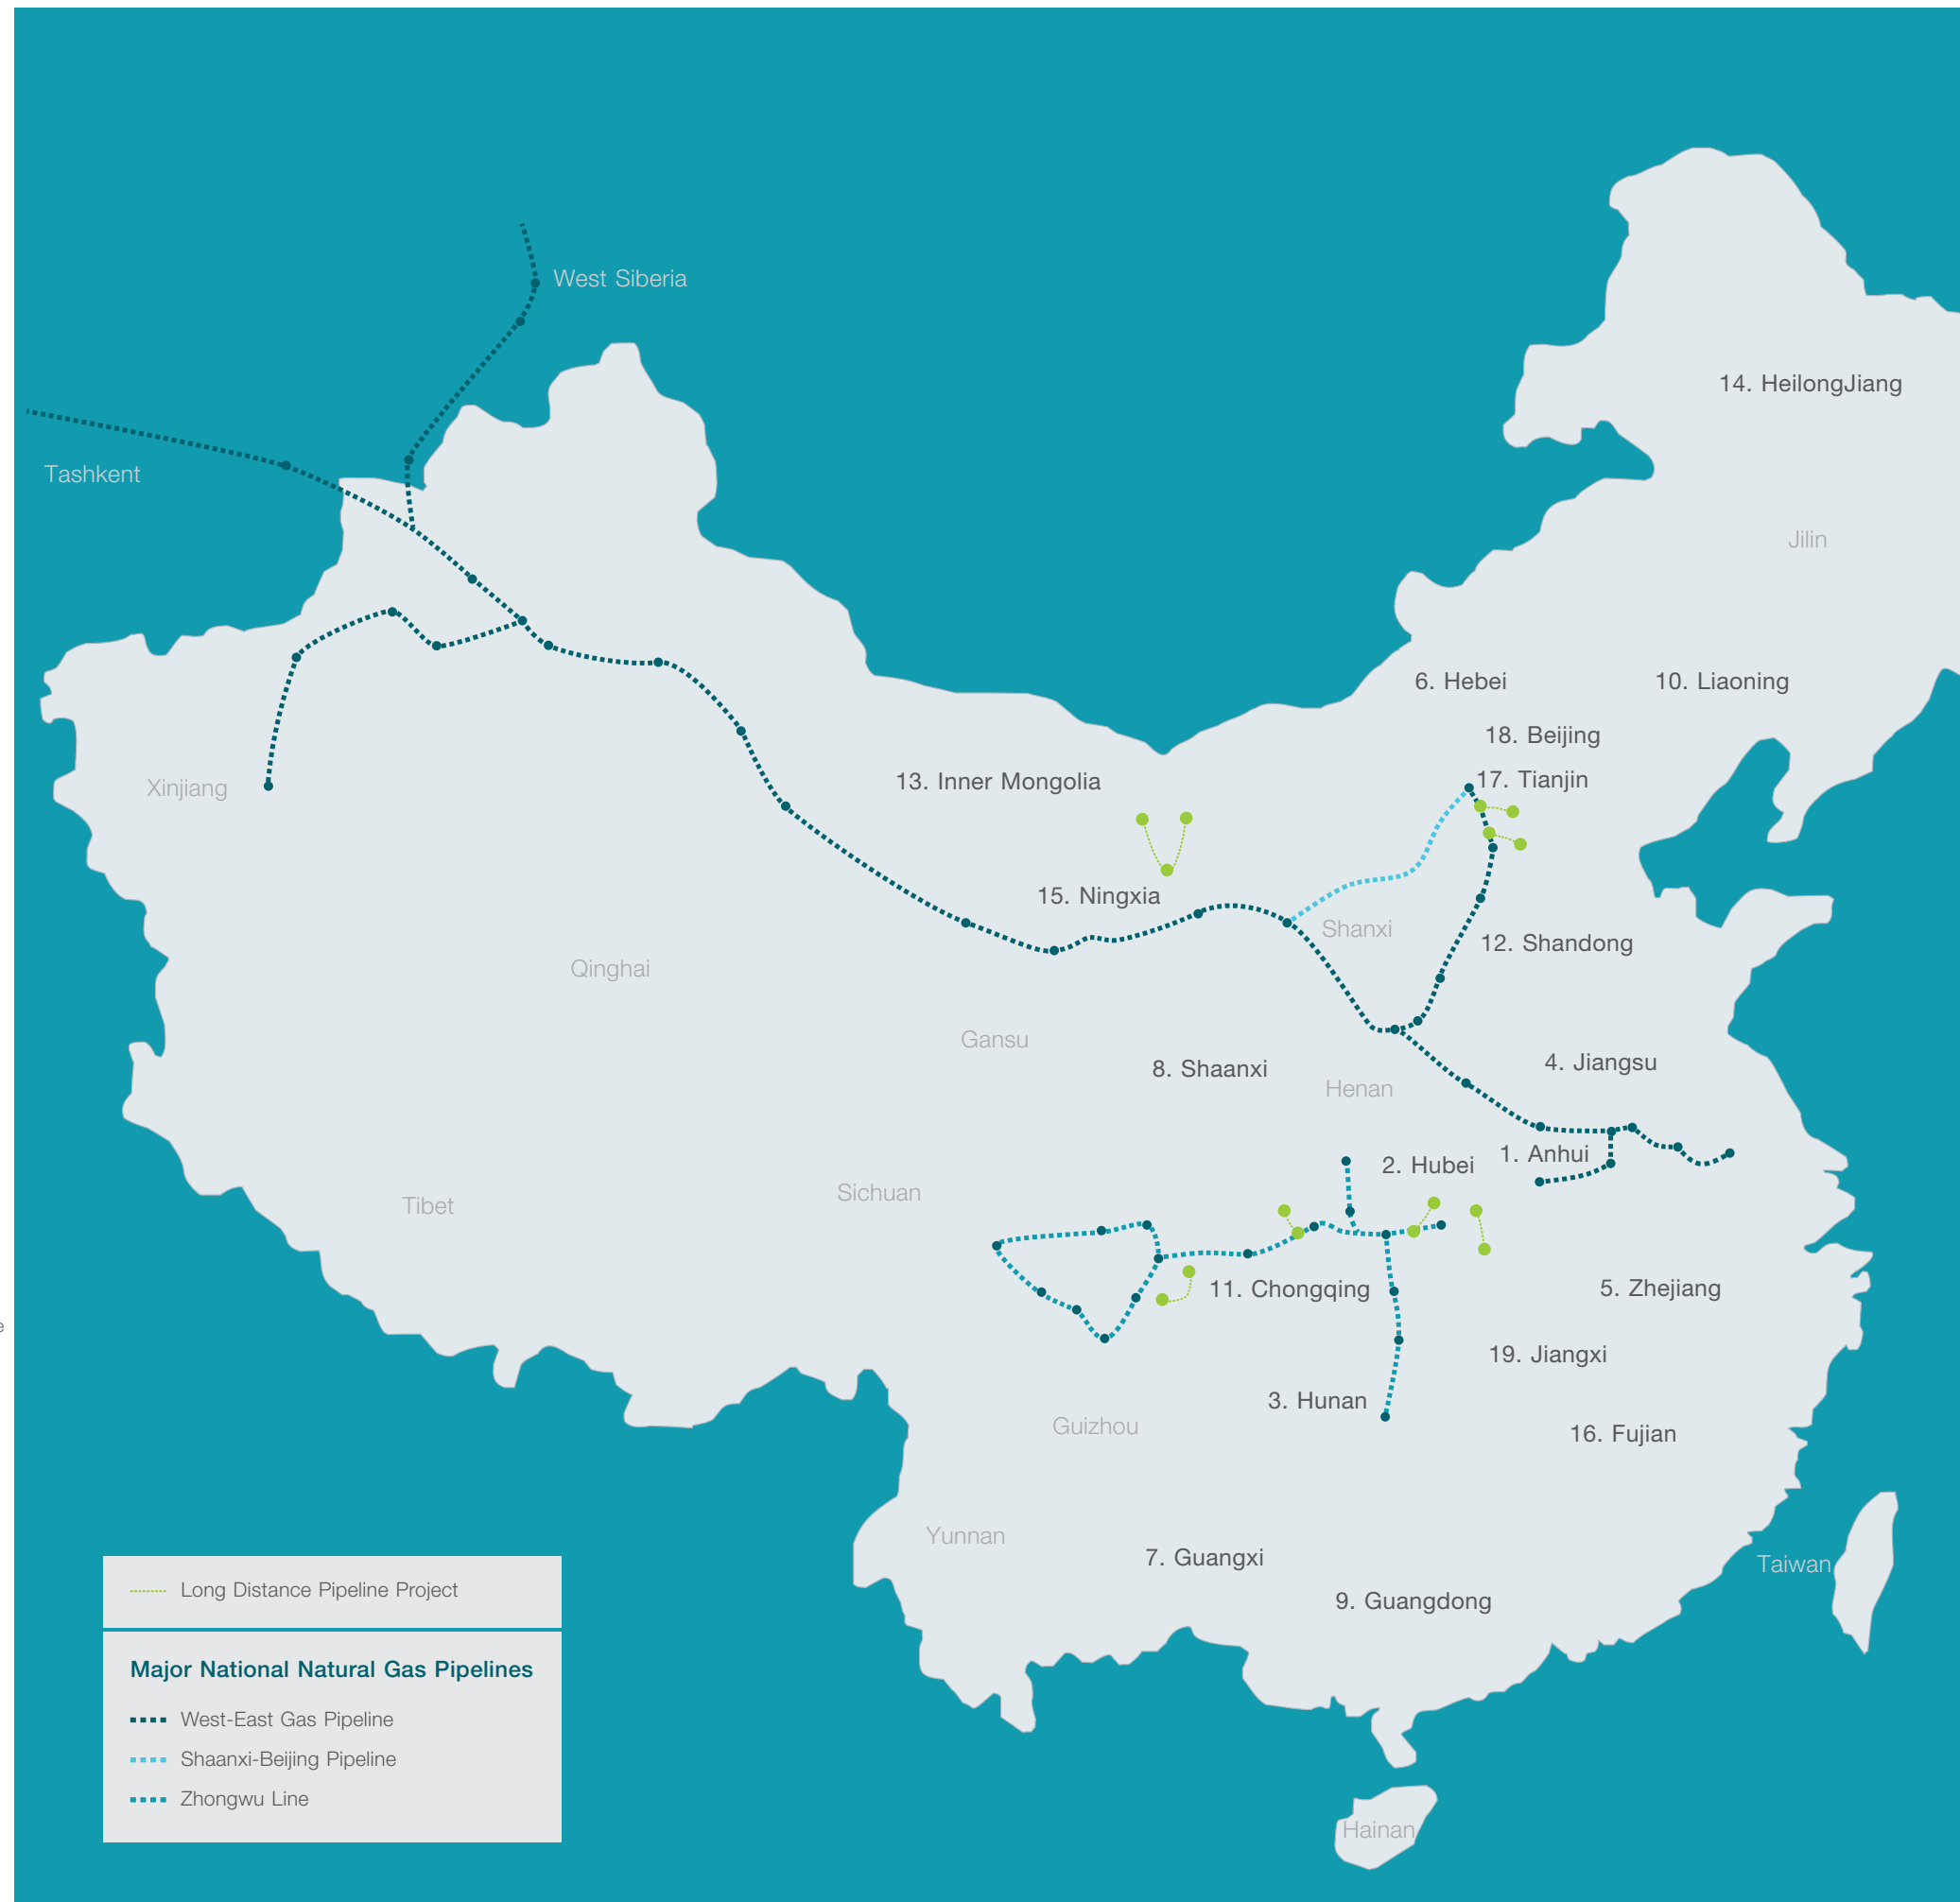 West Siberia
14. HeilongJiang
Tashkent
Jilin
6. Hebei
10. Liaoning
18. Beijing
13. Inner Mongolia
17. Tianjin
Xinjiang
15. Ningxia
Shanxi
12. Shandong
Qinghai
Gansu
8. Shaanxi
4. Jiangsu
Henan
1. Anhui
2. Hubei
Sichuan
Tibet
11. Chongqing
5. Zhejiang
e
19. Jiangxi
3. Hunan
Guizhou
16. Fujian
Yunnan
7. Guangxi
Taiwan
9. Guangdong
Long Distance Pipeline Project
Major National Natural Gas Pipelines
West-East Gas Pipeline
Shaanxi-Beijing Pipeline
Zhongwu Line
Hainan